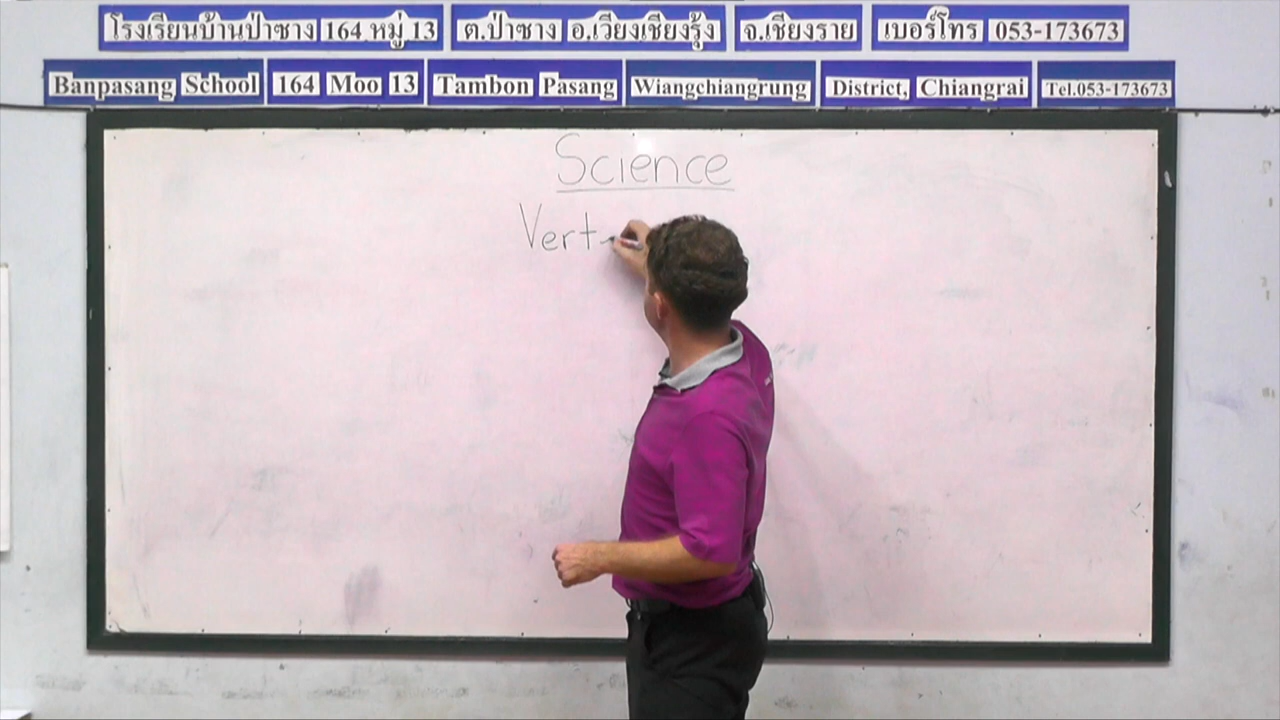 โรงเรียนบ้านป่าซาง 164 หมู่ 13 ต.ป่าซาง อ.เวียงเชียงรุ้ง จ.เชียงราย เบอร์โทร 053-173673
Banpasang School 164 Moo 13 Tambon Pasang Wiangchiangrung District, Chiangrai Tel.053-173673
Science
Vert